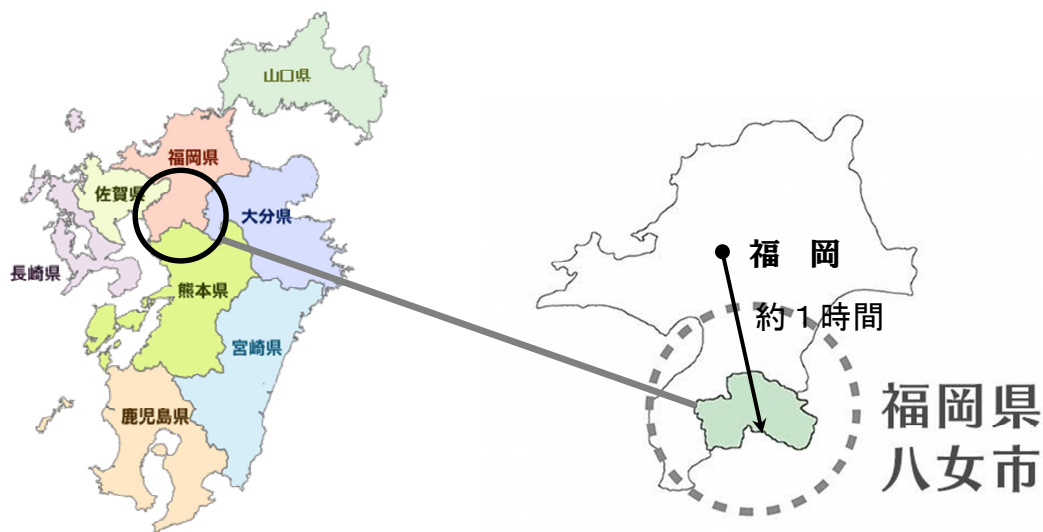 山口県
福岡県
佐賀県
大分県
長崎県
熊本県
宮崎県
鹿児島県
福　岡
約１時間
福岡県
八女市